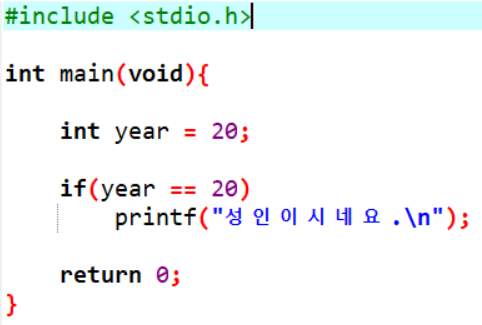 #include <stdio.h>
int main(void){
int year = 20;
if(year == 20)
printf("성인이시네요.\n");
return 0;
}